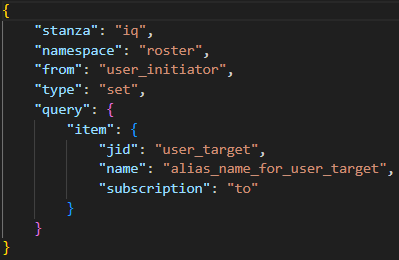 {
"stanza": "iq",
"namespace": "roster",
"from": "user_initiator",
"type": "set",
"query": {
"item": {
"jid": "user_target",
"name": "alias_name_for_user_target",
"subscription": "to"
}
}
}